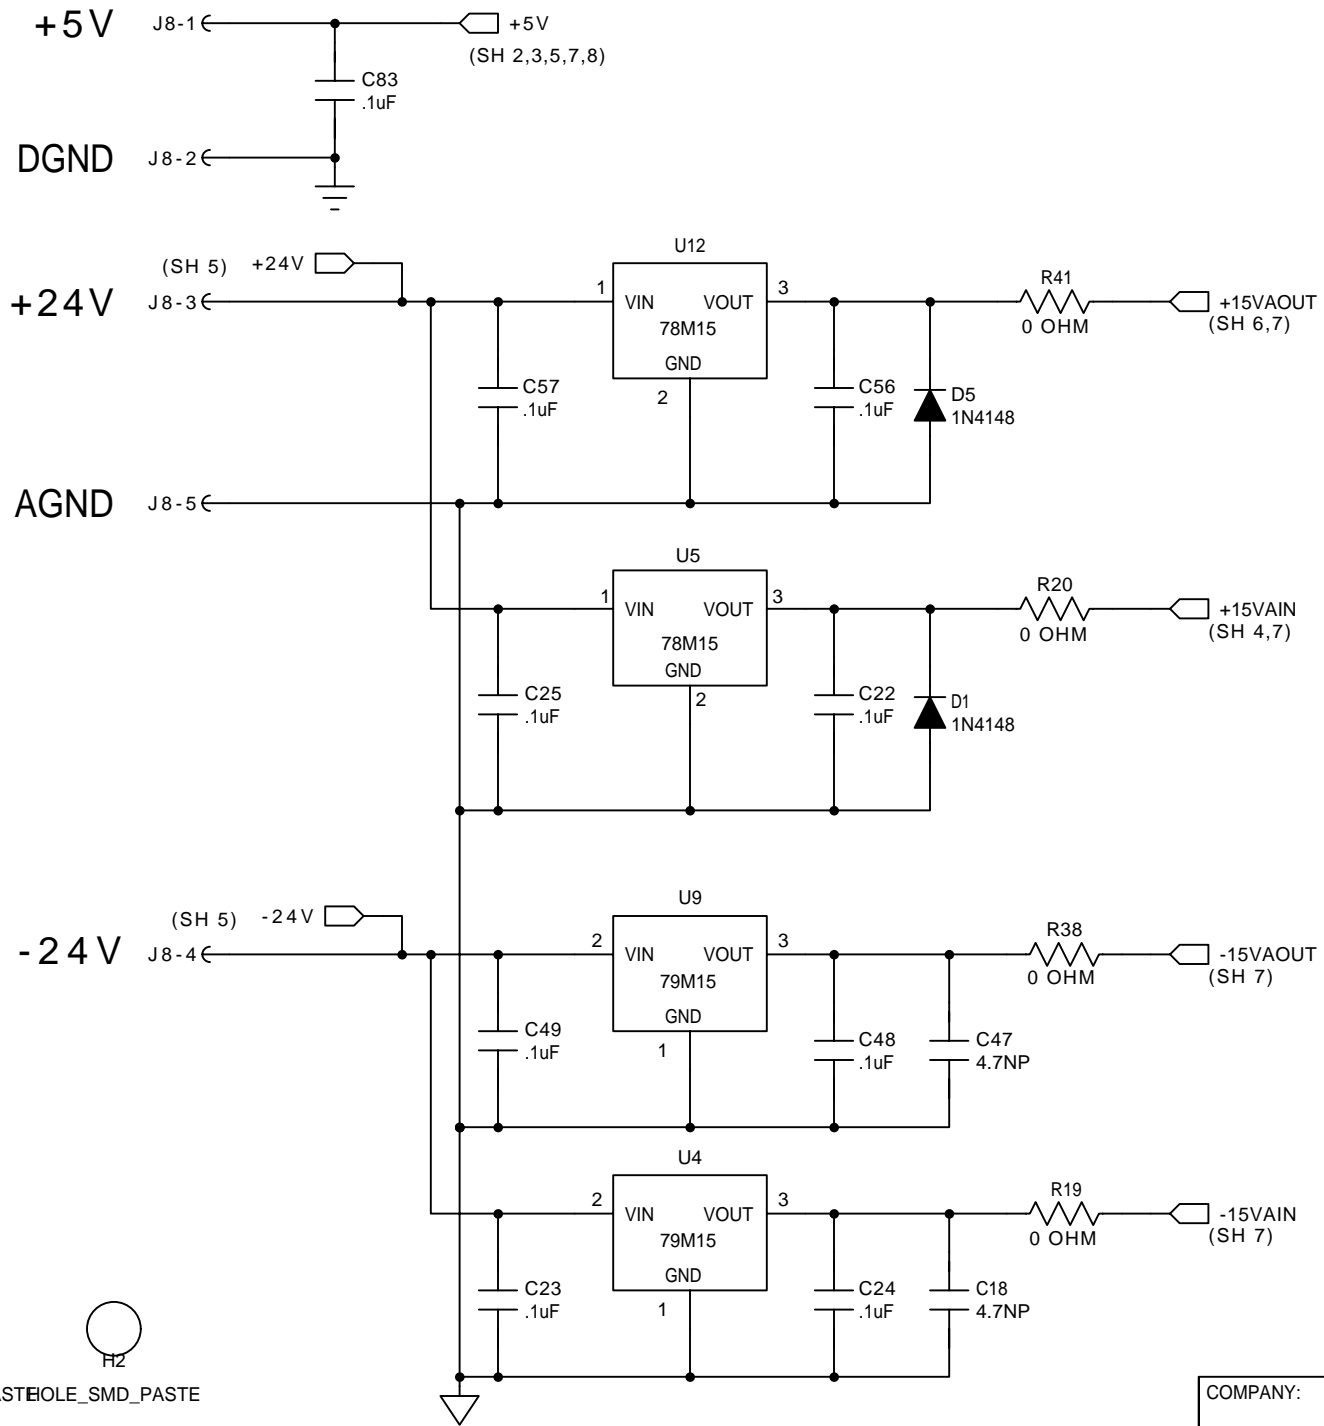 +5V J8-1 +5V
(SH 2,3,5,7,8)
C83
.1uF
DGND J8-2
U12
(SH 5) +24V
+24V J8-3 1 VIN VOUT 3 R41 +15VAOUT
78M15 0 OHM (SH 6,7)
GND
C57 2 C56 D5
.1uF .1uF 1N4148
AGND J8-5
U5
1 VIN VOUT 3 R20 +15VAIN
78M15 0 OHM (SH 4,7)
GND
C25 2 C22 D1
.1uF .1uF 1N4148
U9
(SH 5) -24V
-24V J8-4 2 VIN VOUT 3 R38 -15VAOUT
79M15 0 OHM (SH 7)
GND
C49 1 C48 C47
.1uF .1uF 4.7NP
U4
2 VIN VOUT 3 R19 -15VAIN
79M15 0 OHM (SH 7)
GND
C23 1 C24 C18
.1uF .1uF 4.7NP
H2
HOLE_SMD_PASTE
COMPANY: